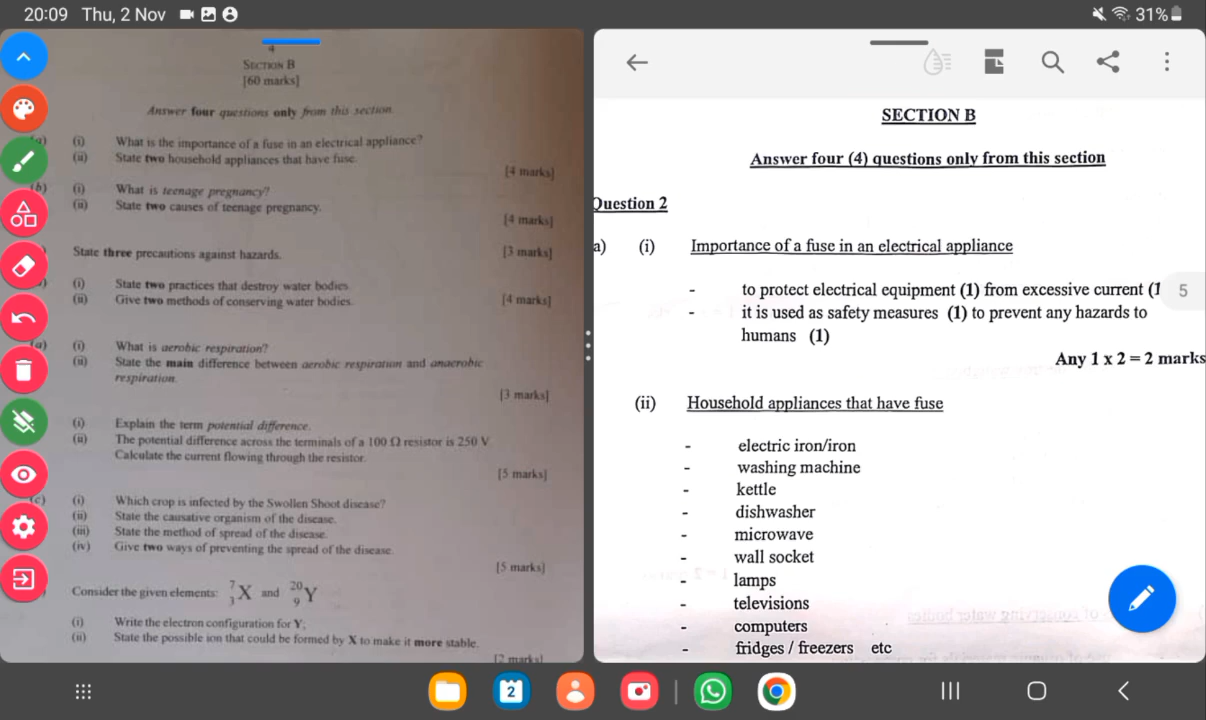 20:09 Thu, 2 Nov
31%
4
SECTION B
[60 marks]
Answer four questions only from this section.
(a) (i) What is the importance of a fuse in an electrical appliance?
(ii) State two household appliances that have fuse.
[4 marks]
(b) (i) What is teenage pregnancy?
(ii) State two causes of teenage pregnancy.
[4 marks]
State three precautions against hazards.
[3 marks]
(i) State two practices that destroy water bodies.
(ii) Give two methods of conserving water bodies.
[4 marks]
(a) (i) What is aerobic respiration?
(ii) State the main difference between aerobic respiration and anaerobic
respiration.
[3 marks]
(i) Explain the term potential difference.
(ii) The potential difference across the terminals of a 100 Ω resistor is 250 V.
Calculate the current flowing through the resistor.
[5 marks]
(c) (i) Which crop is infected by the Swollen Shoot disease?
(ii) State the causative organism of the disease.
(iii) State the method of spread of the disease.
(iv) Give two ways of preventing the spread of the disease.
[5 marks]
Consider the given elements: ⁷₃X and ²⁰₉Y
(i) Write the electron configuration for Y;
(ii) State the possible ion that could be formed by X to make it more stable.
[2 marks]
SECTION B
Answer four (4) questions only from this section
Question 2
a) (i) Importance of a fuse in an electrical appliance
- to protect electrical equipment (1) from excessive current (1
5
- it is used as safety measures (1) to prevent any hazards to
humans (1)
Any 1 x 2 = 2 marks
(ii) Household appliances that have fuse
- electric iron/iron
- washing machine
- kettle
- dishwasher
- microwave
- wall socket
- lamps
- televisions
- computers
- fridges / freezers etc
2